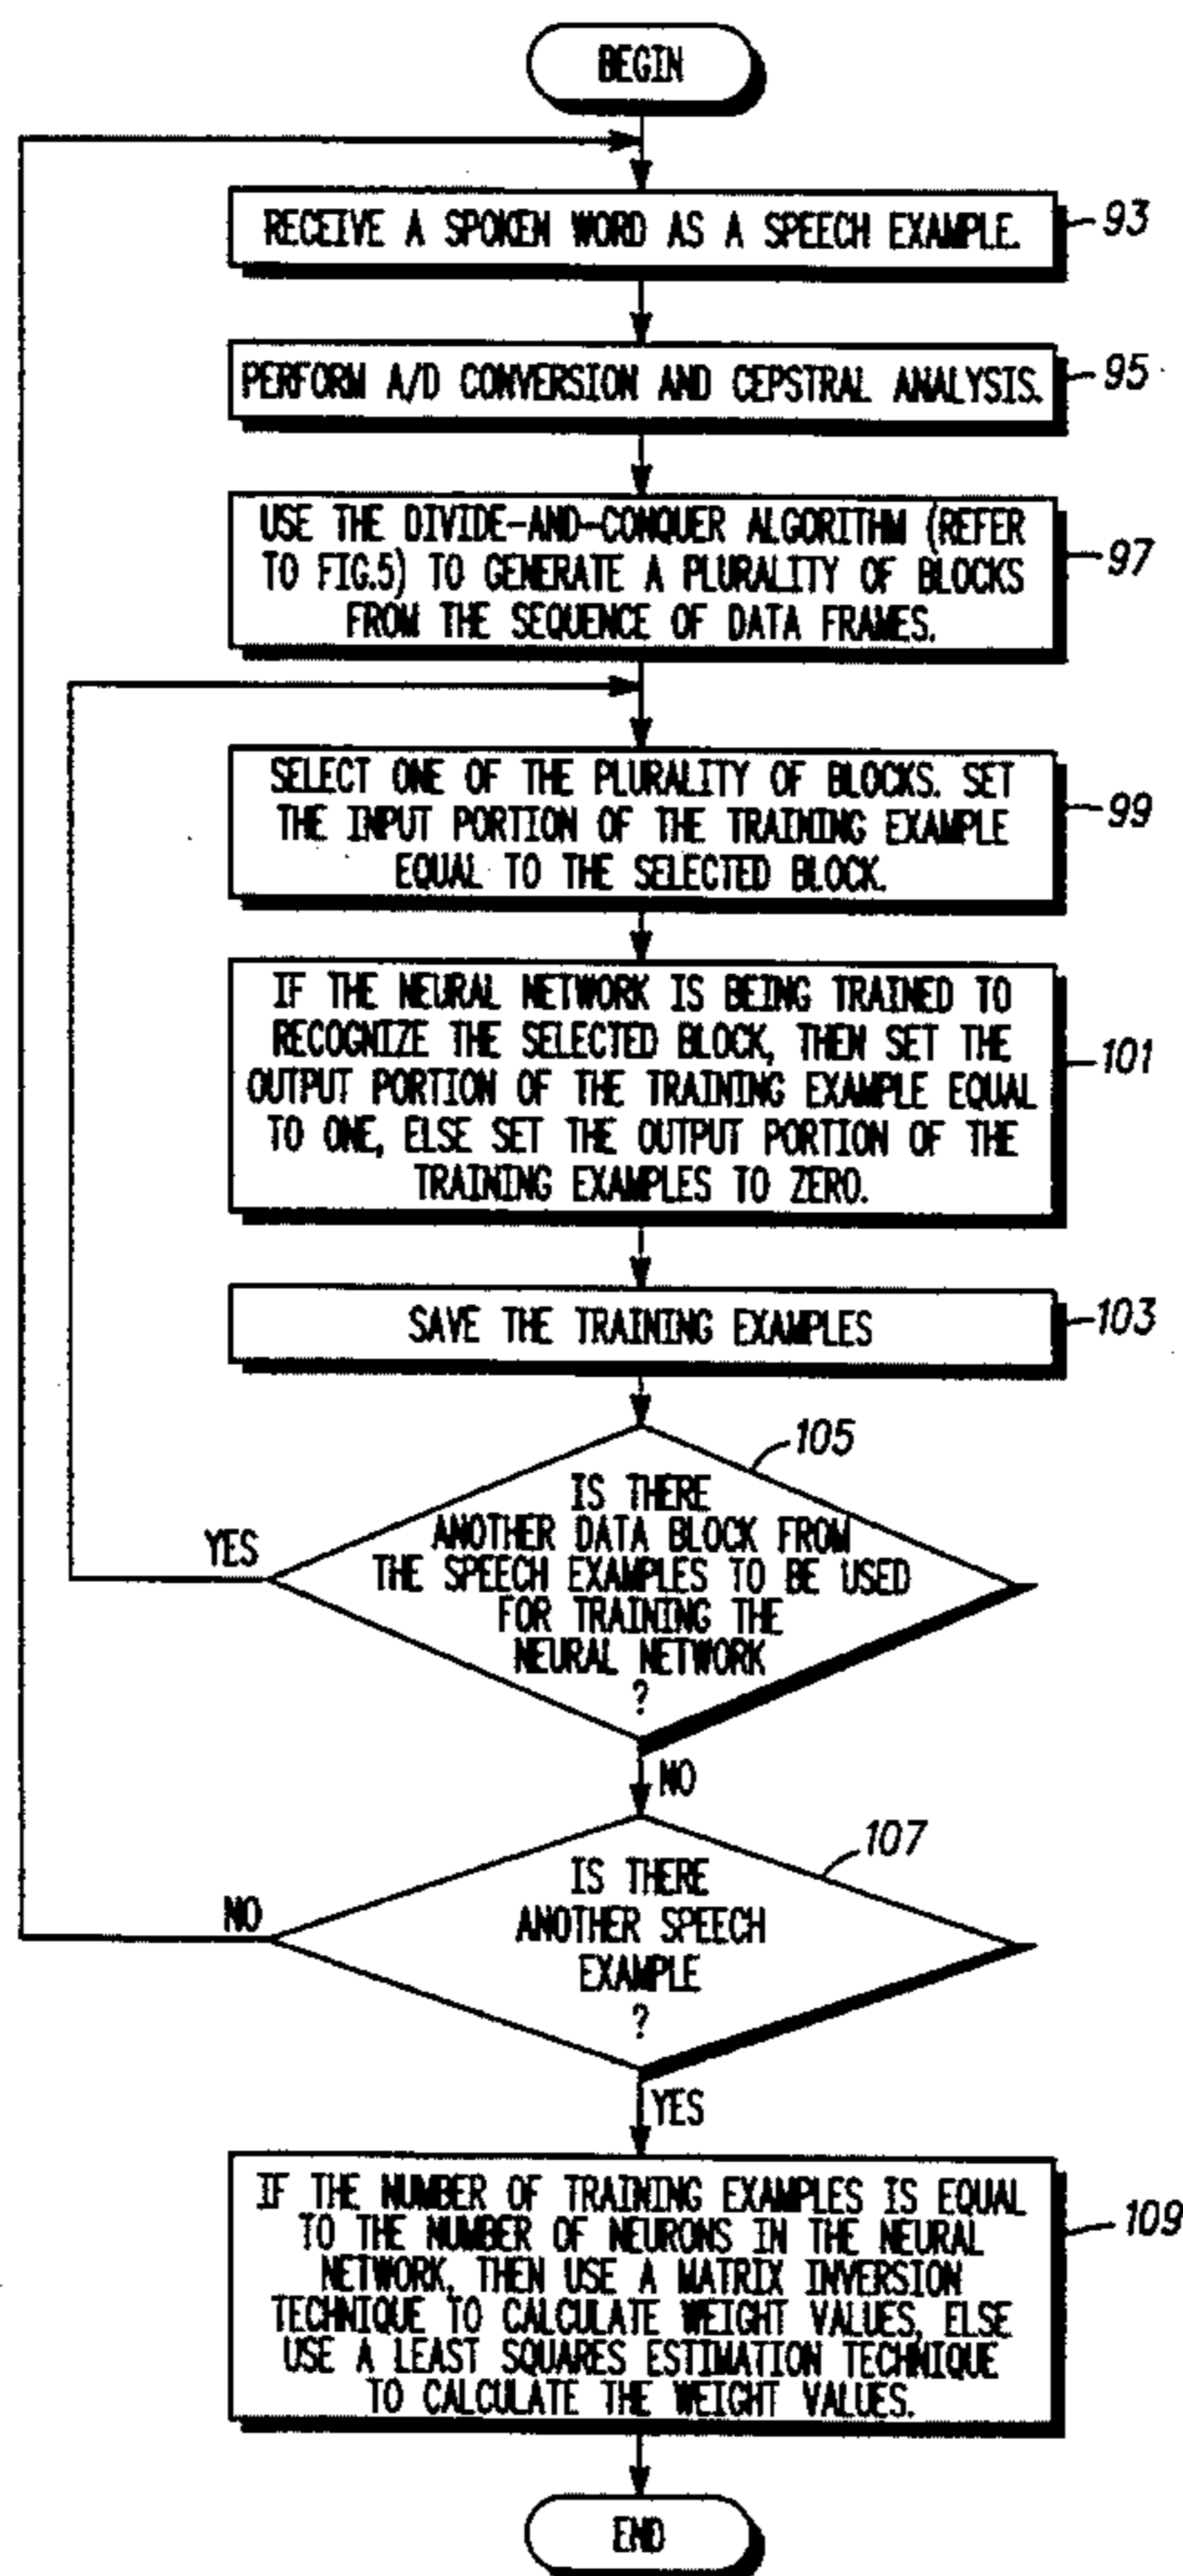 BEGIN
RECEIVE A SPOKEN WORD AS A SPEECH EXAMPLE.
93
PERFORM A/D CONVERSION AND CEPSTRAL ANALYSIS.
95
USE THE DIVIDE-AND-CONQUER ALGORITHM (REFER
TO FIG.5) TO GENERATE A PLURALITY OF BLOCKS
FROM THE SEQUENCE OF DATA FRAMES.
97
SELECT ONE OF THE PLURALITY OF BLOCKS. SET
THE INPUT PORTION OF THE TRAINING EXAMPLE
EQUAL TO THE SELECTED BLOCK.
99
IF THE NEURAL NETWORK IS BEING TRAINED TO
RECOGNIZE THE SELECTED BLOCK, THEN SET THE
OUTPUT PORTION OF THE TRAINING EXAMPLE EQUAL
TO ONE, ELSE SET THE OUTPUT PORTION OF THE
TRAINING EXAMPLES TO ZERO.
101
SAVE THE TRAINING EXAMPLES
103
105
IS THERE
ANOTHER DATA BLOCK FROM
THE SPEECH EXAMPLES TO BE USED
FOR TRAINING THE
NEURAL NETWORK
?
YES
NO
107
IS THERE
ANOTHER SPEECH
EXAMPLE
?
NO
YES
IF THE NUMBER OF TRAINING EXAMPLES IS EQUAL
TO THE NUMBER OF NEURONS IN THE NEURAL
NETWORK, THEN USE A MATRIX INVERSION
TECHNIQUE TO CALCULATE WEIGHT VALUES, ELSE
USE A LEAST SQUARES ESTIMATION TECHNIQUE
TO CALCULATE THE WEIGHT VALUES.
109
END